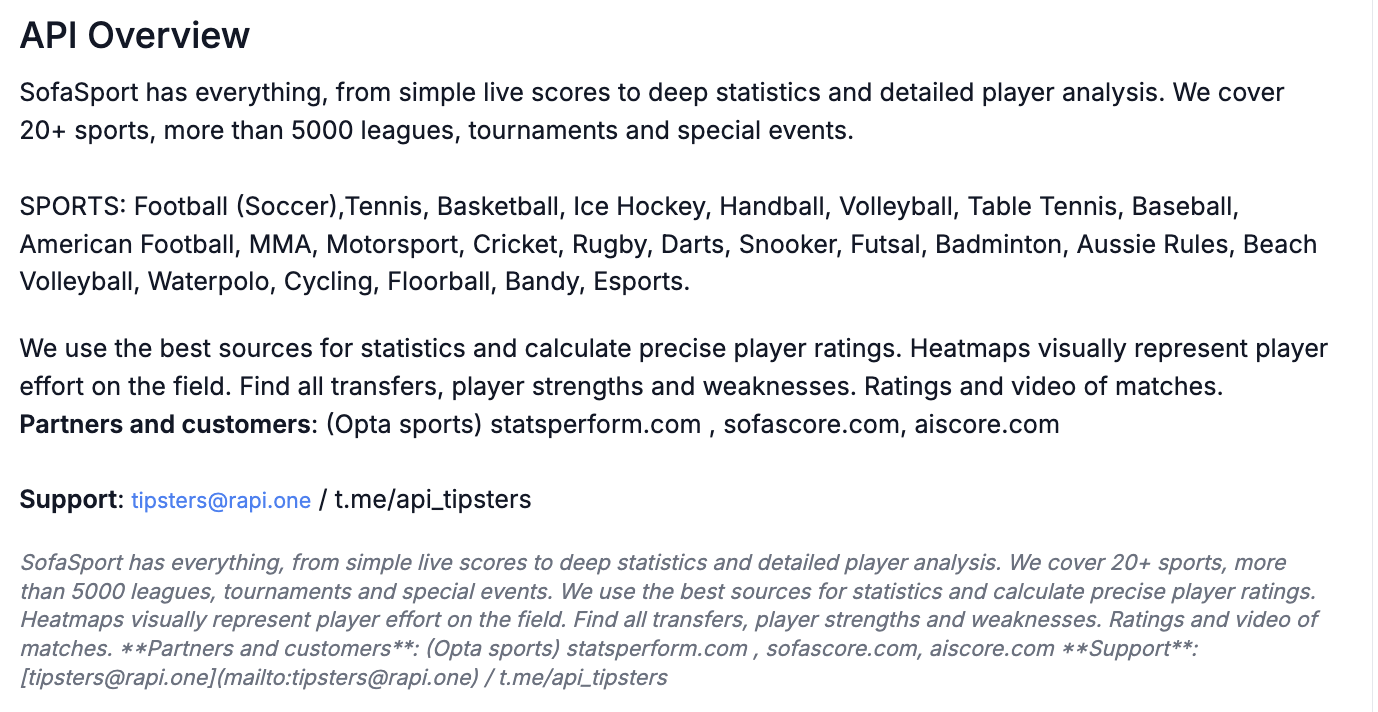 API Overview
SofaSport has everything, from simple live scores to deep statistics and detailed player analysis. We cover
20+ sports, more than 5000 leagues, tournaments and special events.
SPORTS: Football (Soccer),Tennis, Basketball, Ice Hockey, Handball, Volleyball, Table Tennis, Baseball,
American Football, MMA, Motorsport, Cricket, Rugby, Darts, Snooker, Futsal, Badminton, Aussie Rules, Beach
Volleyball, Waterpolo, Cycling, Floorball, Bandy, Esports.
We use the best sources for statistics and calculate precise player ratings. Heatmaps visually represent player
effort on the field. Find all transfers, player strengths and weaknesses. Ratings and video of matches.
Partners and customers: (Opta sports) statsperform.com , sofascore.com, aiscore.com
Support: tipsters@rapi.one / t.me/api_tipsters
SofaSport has everything, from simple live scores to deep statistics and detailed player analysis. We cover 20+ sports, more
than 5000 leagues, tournaments and special events. We use the best sources for statistics and calculate precise player ratings.
Heatmaps visually represent player effort on the field. Find all transfers, player strengths and weaknesses. Ratings and video of
matches. **Partners and customers**: (Opta sports) statsperform.com , sofascore.com, aiscore.com **Support**:
[tipsters@rapi.one](mailto:tipsters@rapi.one) / t.me/api_tipsters